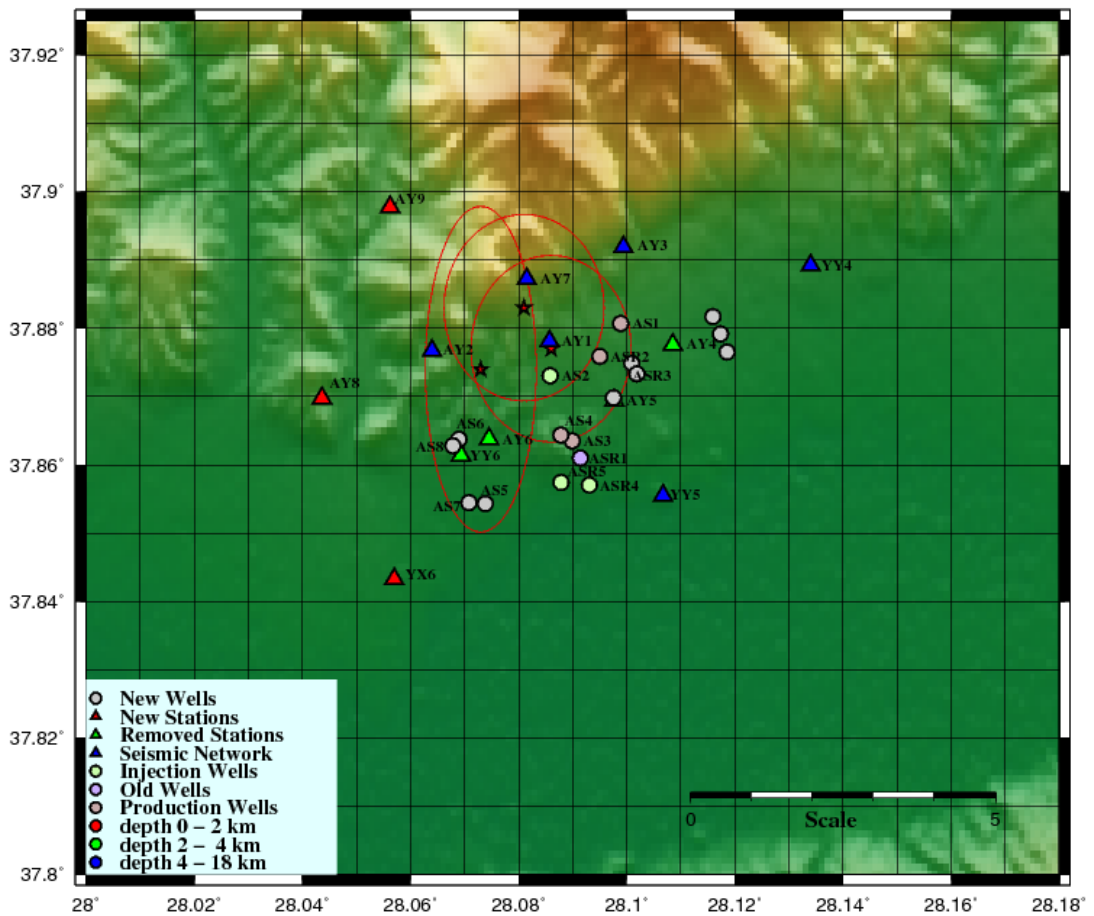 37.92°
37.9°
37.88°
37.86°
37.84°
37.82°
37.8°
AY9
AY3
YY4
AY7
AS1
AY1
AY4
AY2
ASR2
AS2
ASR3
AY8
AY5
AS4
AS6
AY6
AS3
AS8
YY6
ASR1
ASR5
ASR4
AS5
YY5
AS7
YX6
New Wells
New Stations
Removed Stations
Seismic Network
Injection Wells
Old Wells
Production Wells
depth 0 – 2 km
depth 2 – 4 km
depth 4 – 18 km
0 Scale 5
28° 28.02° 28.04° 28.06° 28.08° 28.1° 28.12° 28.14° 28.16° 28.18°